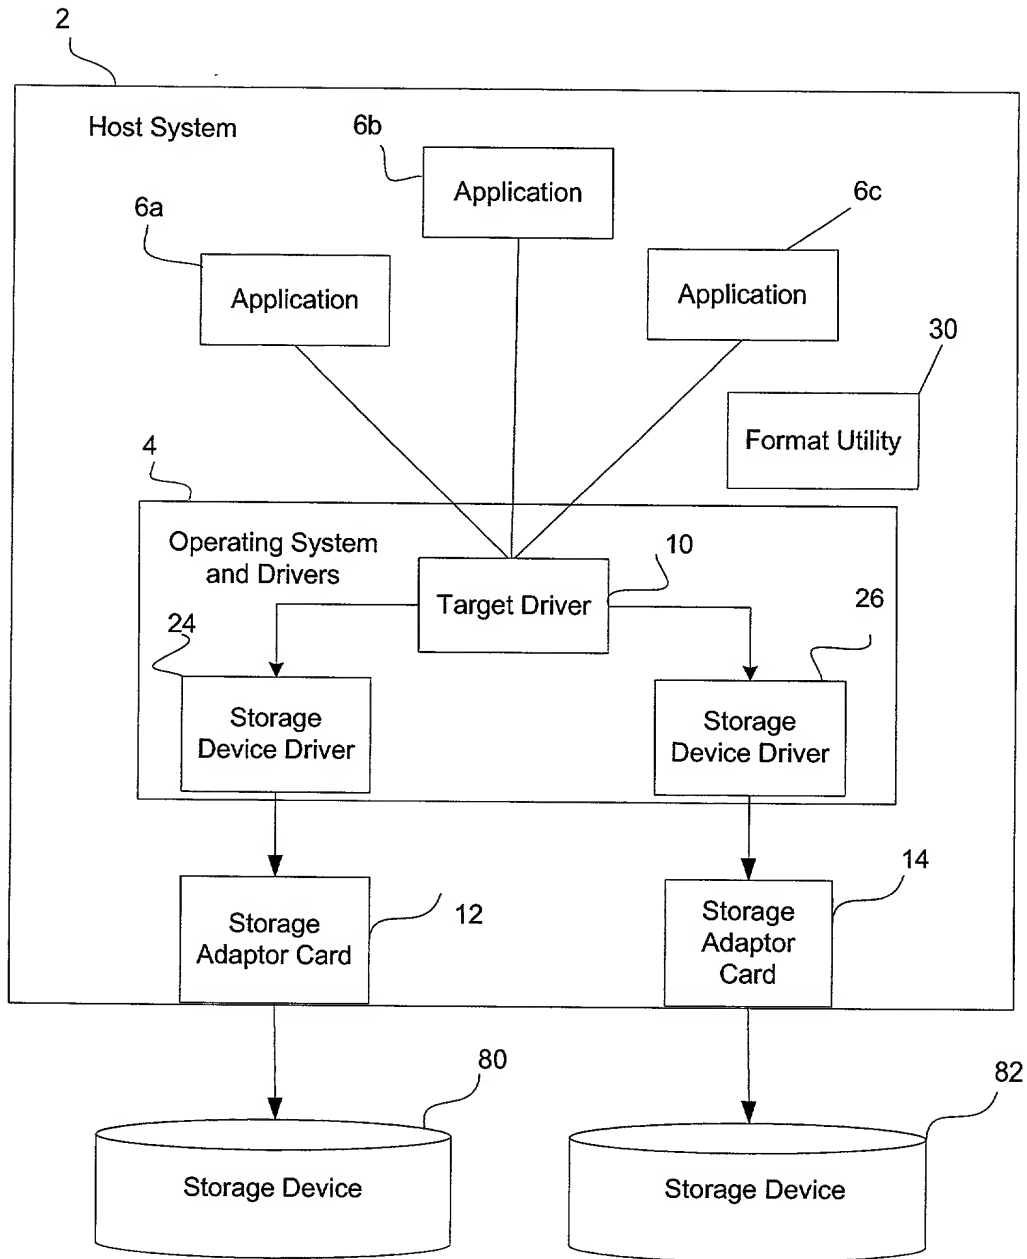 2
Host System
6b
Application
6a
6c
Application
Application
30
Format Utility
4
Operating System
and Drivers
10
Target Driver
24
26
Storage
Device Driver
Storage
Device Driver
12
Storage
Adaptor Card
14
Storage
Adaptor
Card
80
82
Storage Device
Storage Device